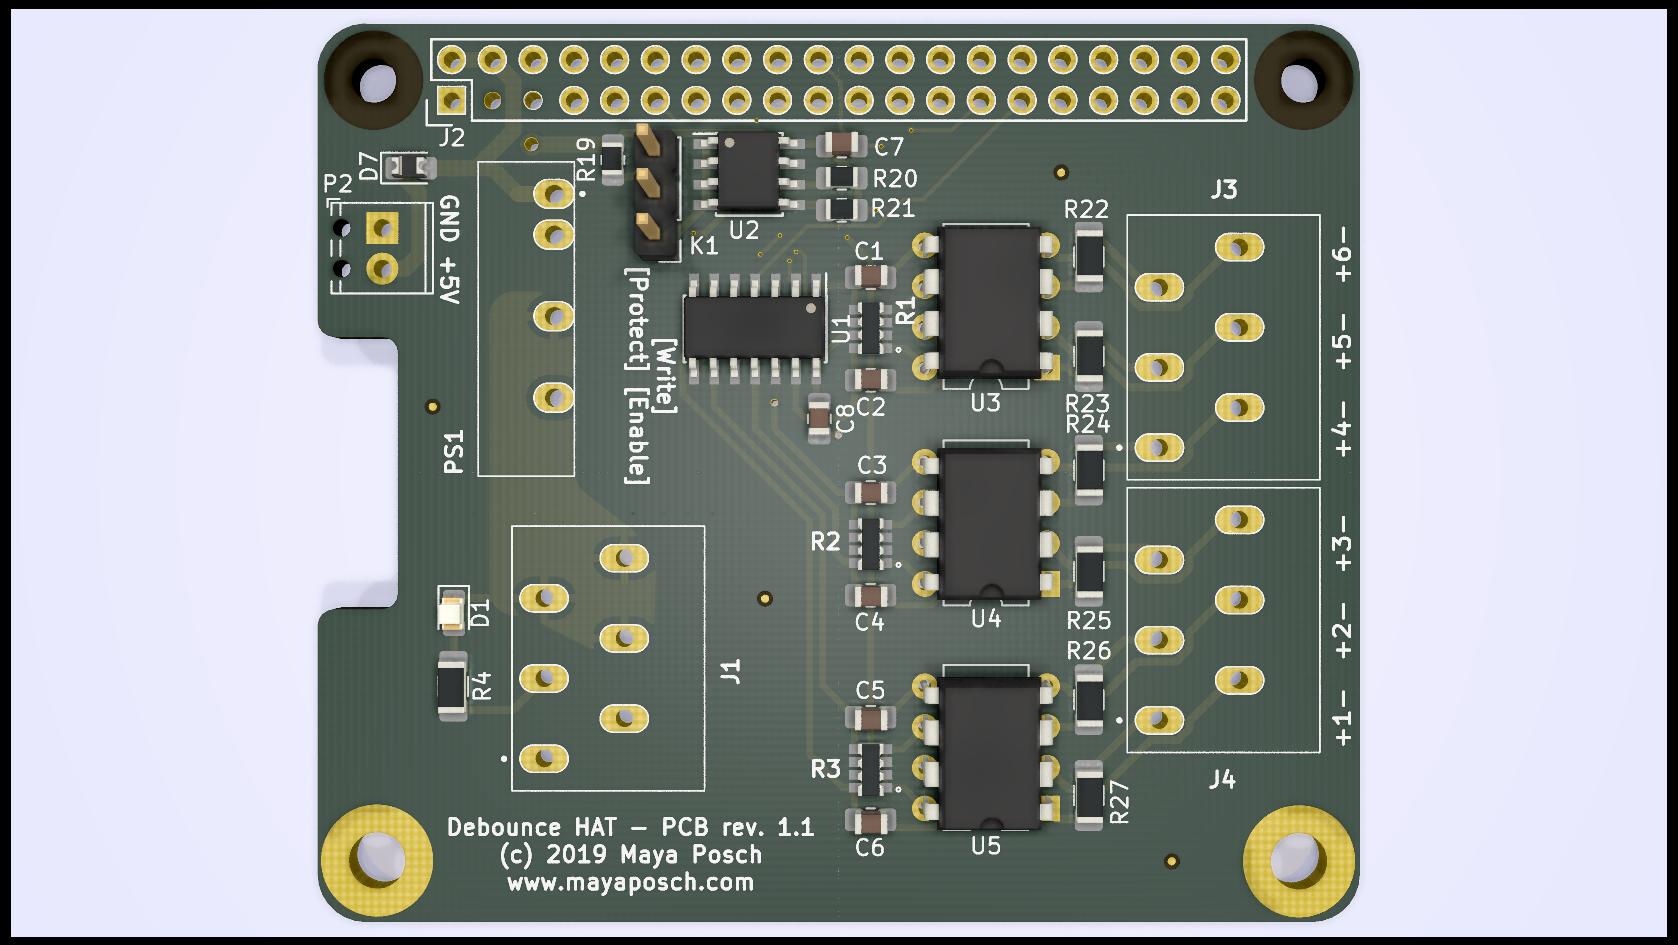 J2
D7
P2
GND +5V
R19
K1
U2
C7
R20
R21
[Protect] [Enable]
[Write]
PS1
U1
C1
R1
C2
C8
U3
R22
R23
R24
J3
+6-
+5-
+4-
C3
R2
C4
U4
R25
R26
+3-
+2-
+1-
J4
D1
R4
J1
C5
R3
C6
U5
R27
Debounce HAT - PCB rev. 1.1
(c) 2019 Maya Posch
www.mayaposch.com